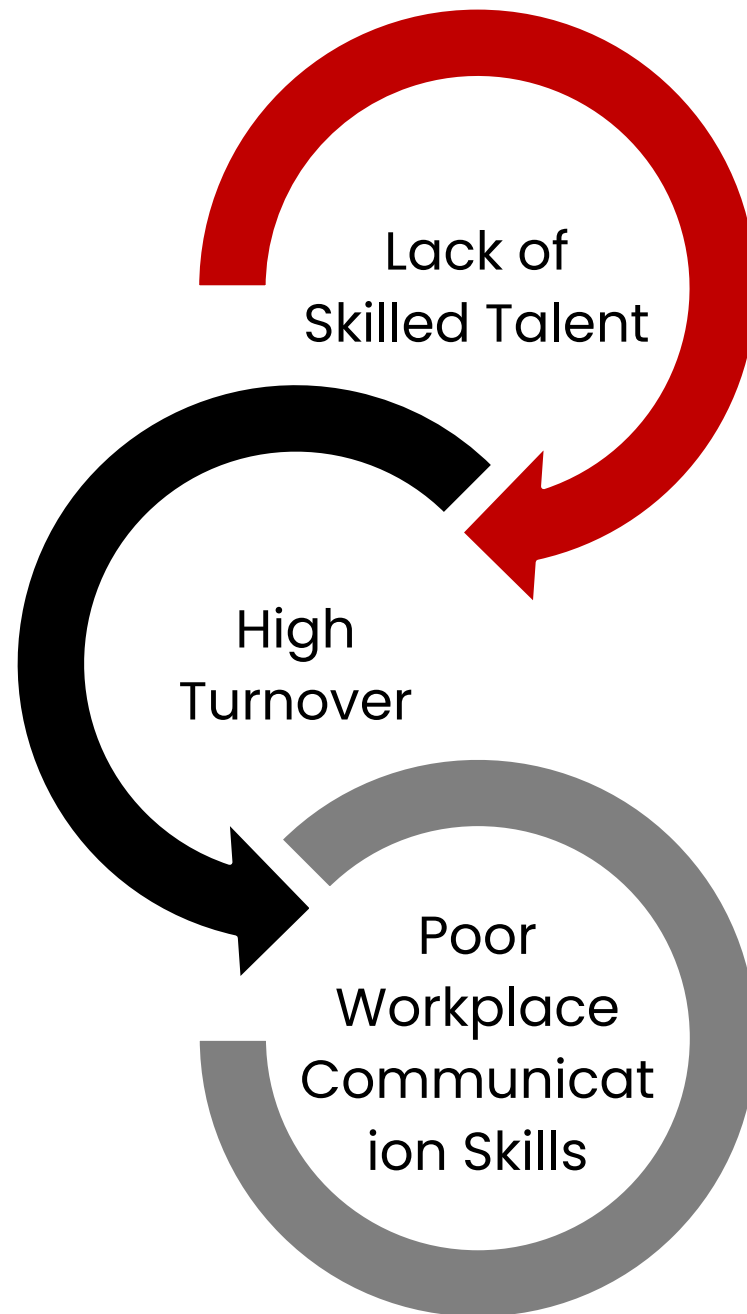 Lack of
Skilled Talent
High
Turnover
Poor
Workplace
Communicat
ion Skills